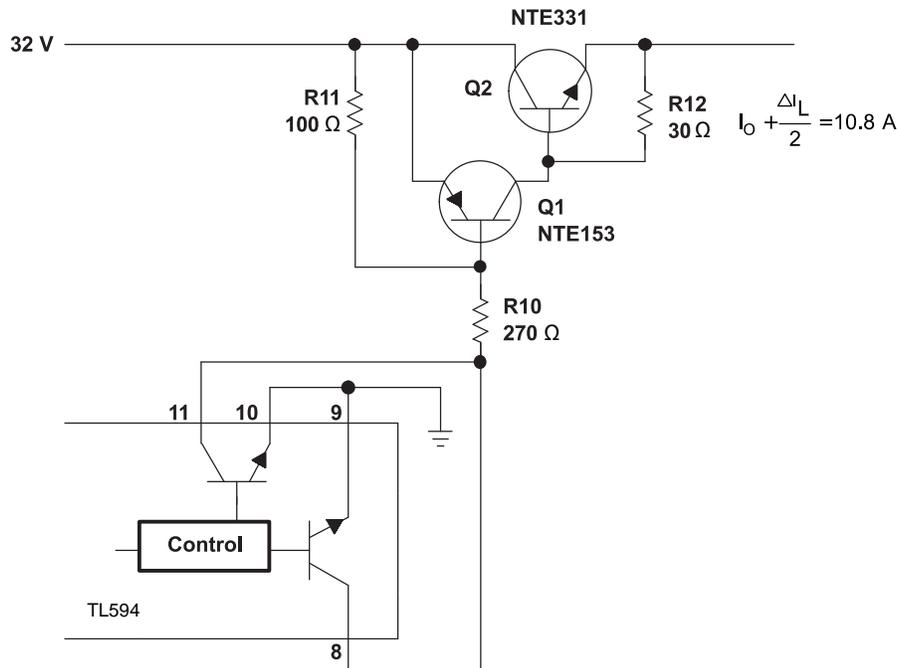 NTE331
32 V
Q2
R11
100 Ω
R12
30 Ω
I_O + ΔI_L/2 = 10.8 A
Q1
NTE153
R10
270 Ω
11 10 9
Control
TL594
8